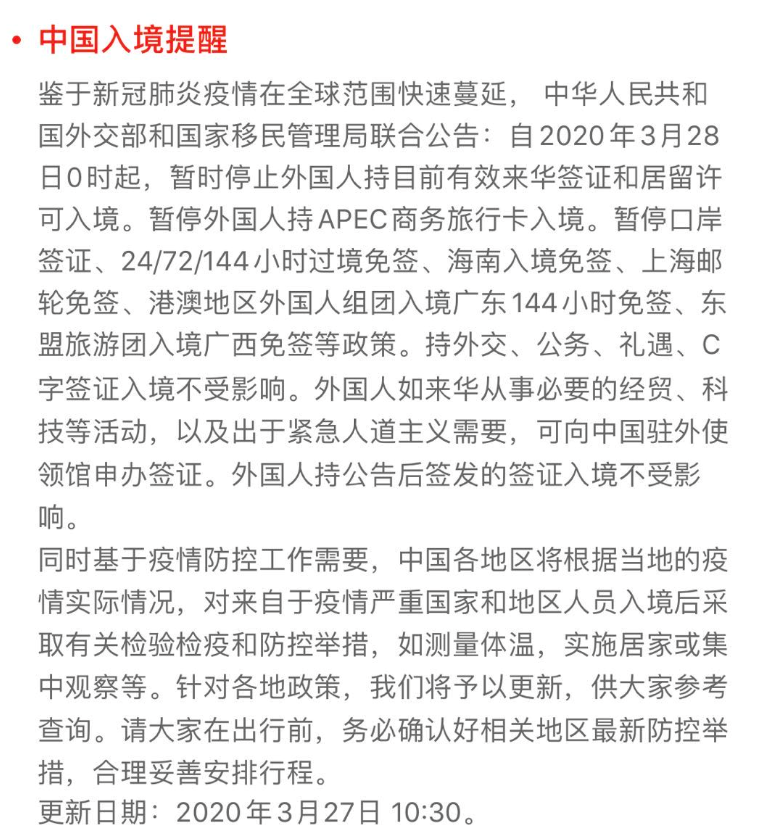 • 中国入境提醒
鉴于新冠肺炎疫情在全球范围快速蔓延， 中华人民共和
国外交部和国家移民管理局联合公告：自2020年3月28
日0时起，暂时停止外国人持目前有效来华签证和居留许
可入境。暂停外国人持APEC商务旅行卡入境。暂停口岸
签证、24/72/144小时过境免签、海南入境免签、上海邮
轮免签、港澳地区外国人组团入境广东144小时免签、东
盟旅游团入境广西免签等政策。持外交、公务、礼遇、C
字签证入境不受影响。外国人如来华从事必要的经贸、科
技等活动，以及出于紧急人道主义需要，可向中国驻外使
领馆申办签证。外国人持公告后签发的签证入境不受影
响。
同时基于疫情防控工作需要，中国各地区将根据当地的疫
情实际情况，对来自于疫情严重国家和地区人员入境后采
取有关检验检疫和防控举措，如测量体温，实施居家或集
中观察等。针对各地政策，我们将予以更新，供大家参考
查询。请大家在出行前，务必确认好相关地区最新防控举
措，合理妥善安排行程。
更新日期：2020年3月27日 10:30。